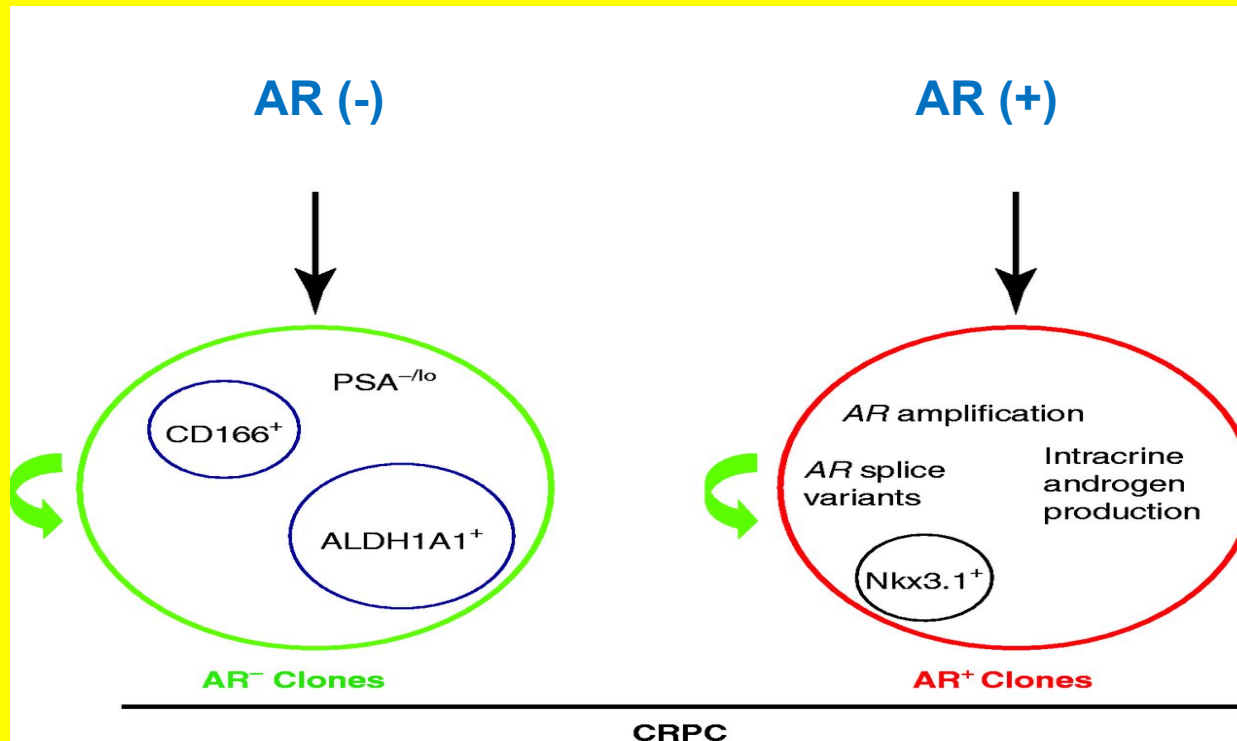 AR (-)
AR (+)
PSA⁻/ˡᵒ
CD166⁺
ALDH1A1⁺
AR⁻ Clones
AR amplification
AR splice
variants
Intracrine
androgen
production
Nkx3.1⁺
AR⁺ Clones
CRPC